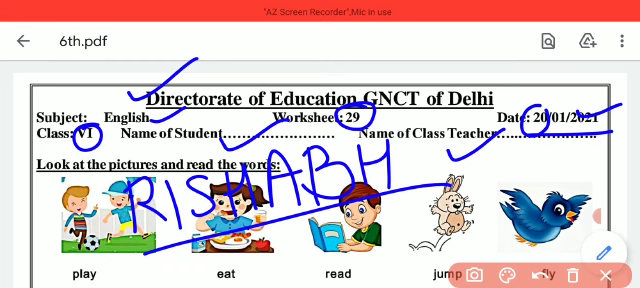 "AZ Screen Recorder",Mic in use
6th.pdf
Directorate of Education GNCT of Delhi
Subject: English Worksheet: 29 Date: 20/01/2021
Class: VI Name of Student........................ Name of Class Teacher.....................
Look at the pictures and read the words:
RISHABH
play eat read jump fly